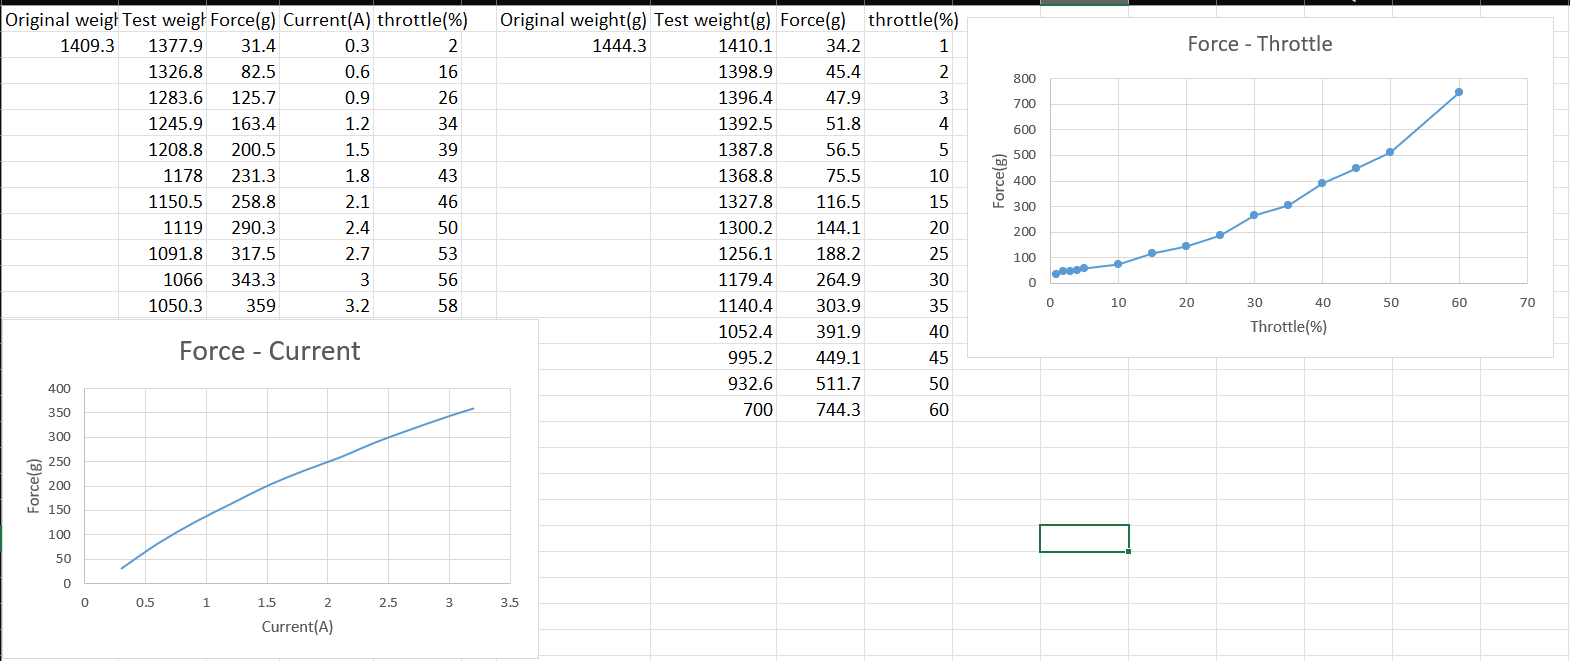 Original weigh Test weigh Force(g) Current(A) throttle(%) Original weight(g) Test weight(g) Force(g) throttle(%)
1409.3 1377.9 31.4 0.3 2 1444.3 1410.1 34.2 1
1326.8 82.5 0.6 16 1398.9 45.4 2
1283.6 125.7 0.9 26 1396.4 47.9 3
1245.9 163.4 1.2 34 1392.5 51.8 4
1208.8 200.5 1.5 39 1387.8 56.5 5
1178 231.3 1.8 43 1368.8 75.5 10
1150.5 258.8 2.1 46 1327.8 116.5 15
1119 290.3 2.4 50 1300.2 144.1 20
1091.8 317.5 2.7 53 1256.1 188.2 25
1066 343.3 3 56 1179.4 264.9 30
1050.3 359 3.2 58 1140.4 303.9 35
1052.4 391.9 40
995.2 449.1 45
932.6 511.7 50
700 744.3 60
Force - Throttle
800
700
600
500
400
300
200
100
0
Force(g)
0 10 20 30 40 50 60 70
Throttle(%)
Force - Current
400
350
300
250
200
150
100
50
0
Force(g)
0 0.5 1 1.5 2 2.5 3 3.5
Current(A)